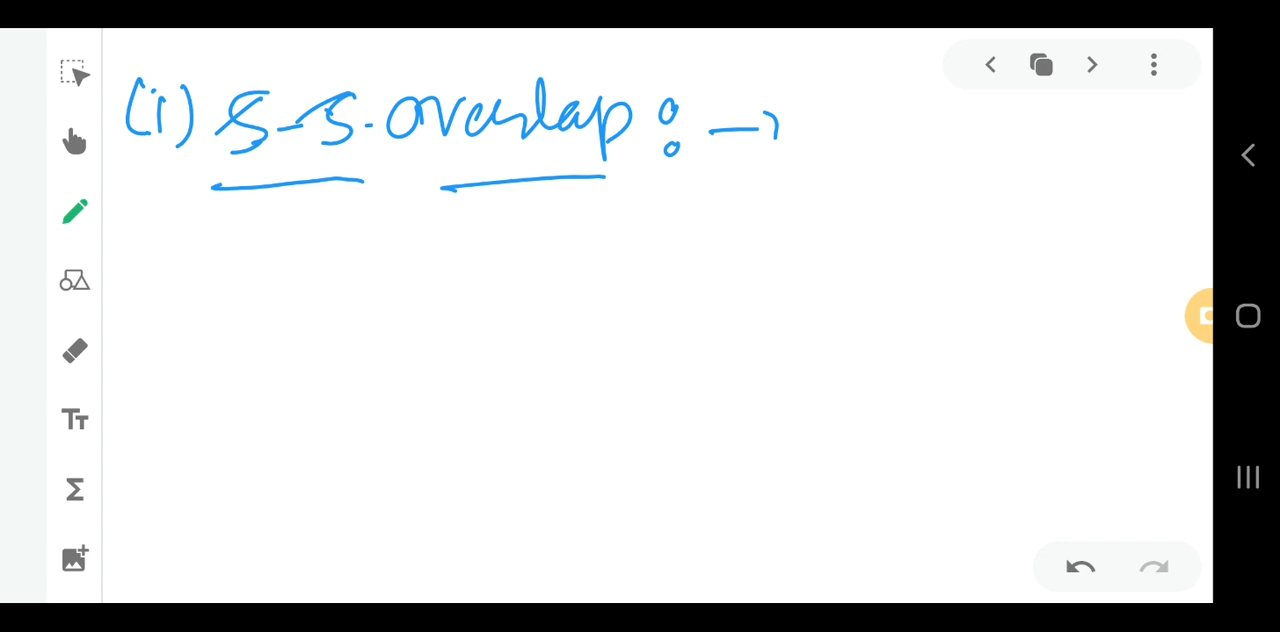 (i) s-s. overlap : →